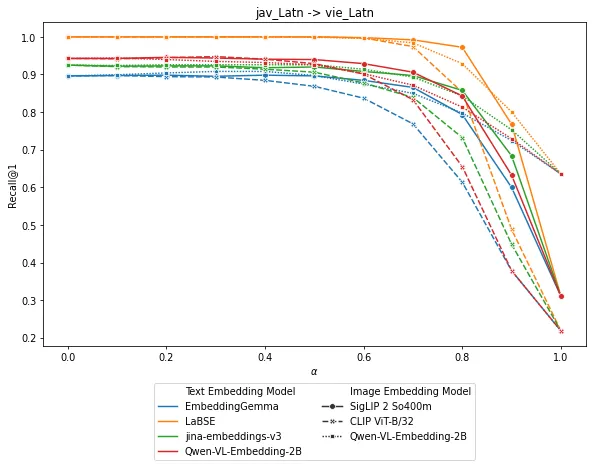 jav_Latn -> vie_Latn
Recall@1
1.0
0.9
0.8
0.7
0.6
0.5
0.4
0.3
0.2
0.0 0.2 0.4 0.6 0.8 1.0
α
Text Embedding Model
EmbeddingGemma
LaBSE
jina-embeddings-v3
Qwen-VL-Embedding-2B
Image Embedding Model
SigLIP 2 So400m
CLIP ViT-B/32
Qwen-VL-Embedding-2B